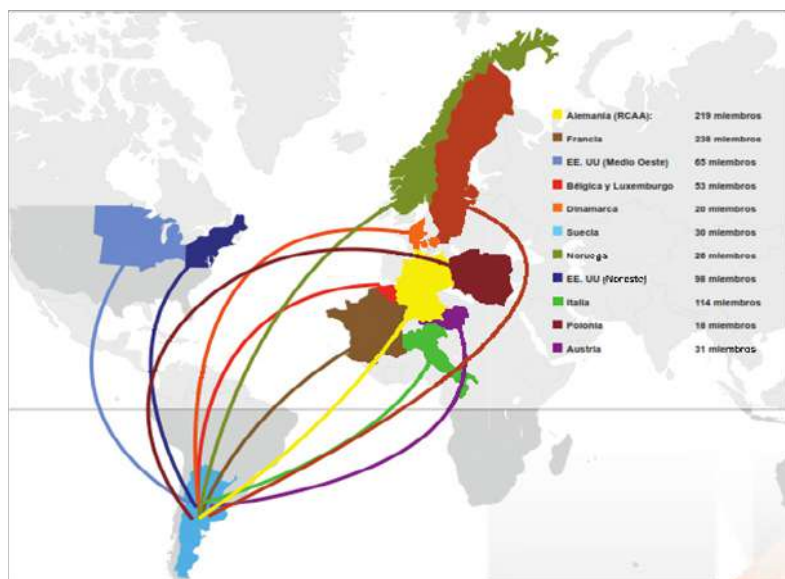 Alemania (RCAA): 219 miembros
Francia 238 miembros
EE. UU (Medio Oeste) 65 miembros
Bélgica y Luxemburgo 53 miembros
Dinamarca 20 miembros
Suecia 30 miembros
Noruega 26 miembros
EE. UU (Noreste) 98 miembros
Italia 114 miembros
Polonia 18 miembros
Austria 31 miembros